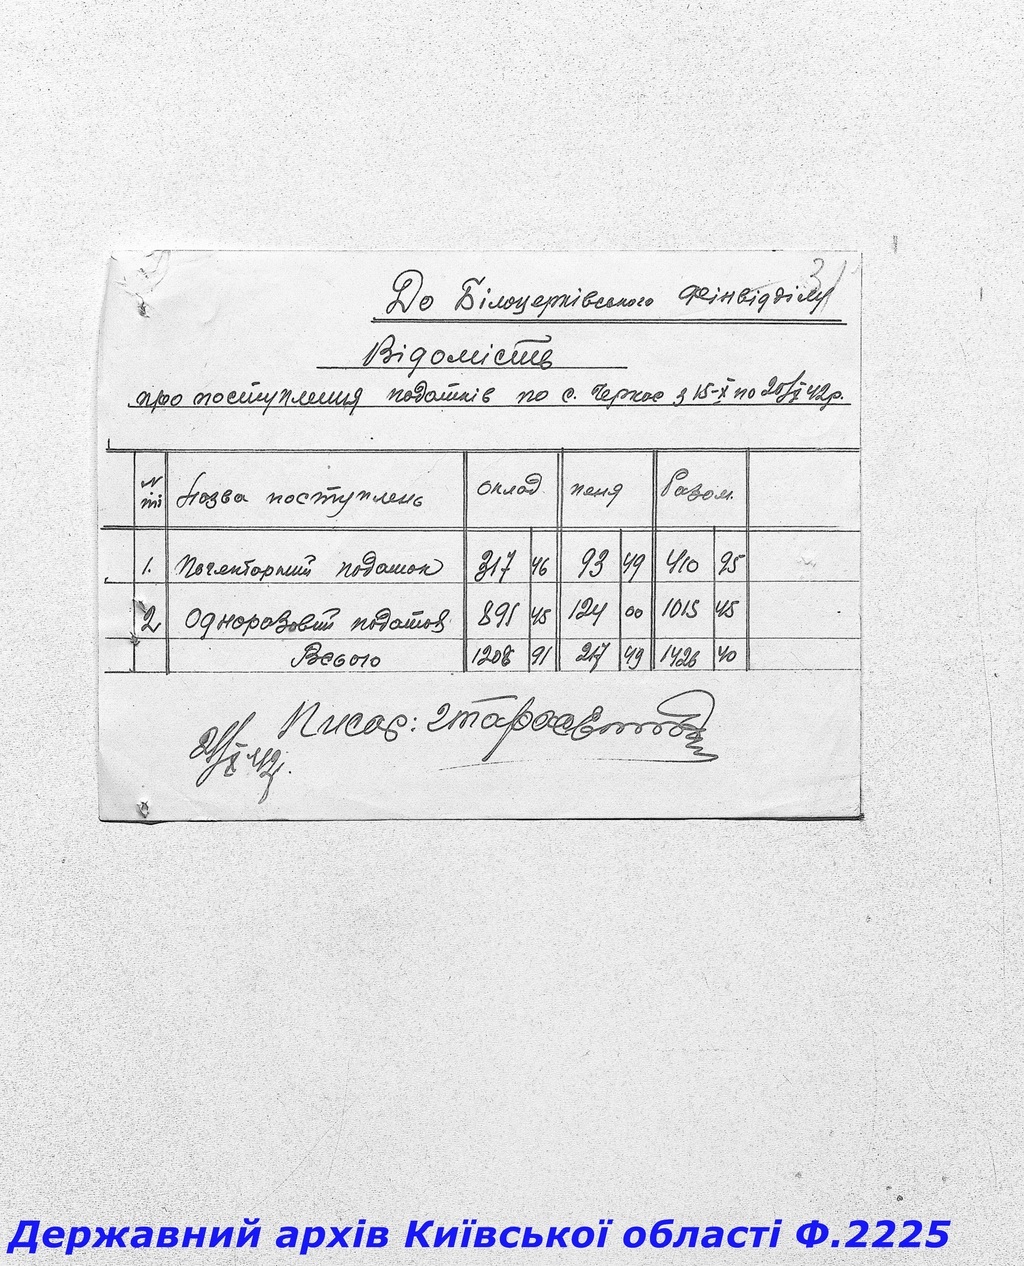 31
До Білоцерківського Фінвідділу
Відомість
про поступлення податків по с. Черкас з 15-X по 20/X 42р.
N пп Назва поступлень оклад пеня Разом
1. податок 317 46 93 49 410 95
2 Одноразовий податок 891 45 124 00 1015 45
Всього 1208 91 217 49 1426 40
Писар:
21/X 42.
Державний архів Київської області Ф.2225